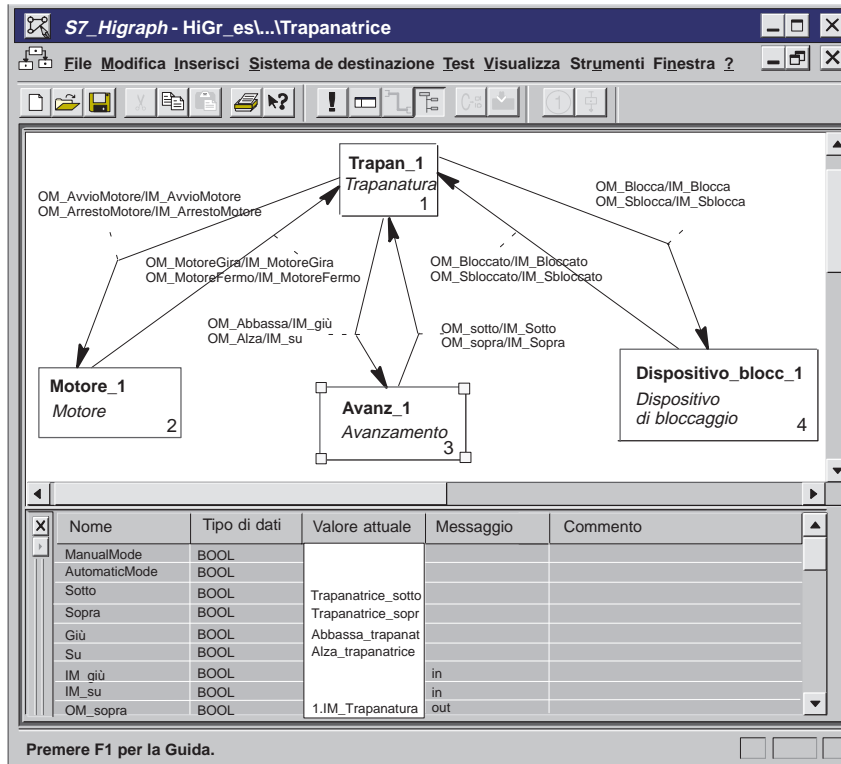 S7_Higraph - HiGr_es\...\Trapanatrice
File Modifica Inserisci Sistema de destinazione Test Visualizza Strumenti Finestra ?
Trapan_1
Trapanatura
1
OM_AvvioMotore/IM_AvvioMotore
OM_ArrestoMotore/IM_ArrestoMotore
OM_Blocca/IM_Blocca
OM_Sblocca/IM_Sblocca
OM_MotoreGira/IM_MotoreGira
OM_MotoreFermo/IM_MotoreFermo
OM_Bloccato/IM_Bloccato
OM_Sbloccato/IM_Sbloccato
OM_Abbassa/IM_giù
OM_Alza/IM_su
OM_sotto/IM_Sotto
OM_sopra/IM_Sopra
Motore_1
Motore
2
Avanz_1
Avanzamento
3
Dispositivo_blocc_1
Dispositivo
di bloccaggio
4
Nome Tipo di dati Valore attuale Messaggio Commento
ManualMode BOOL
AutomaticMode BOOL
Sotto BOOL Trapanatrice_sotto
Sopra BOOL Trapanatrice_sopr
Giù BOOL Abbassa_trapanat
Su BOOL Alza_trapanatrice
IM_giù BOOL in
IM_su BOOL in
OM_sopra BOOL 1.IM_Trapanatura out
Premere F1 per la Guida.